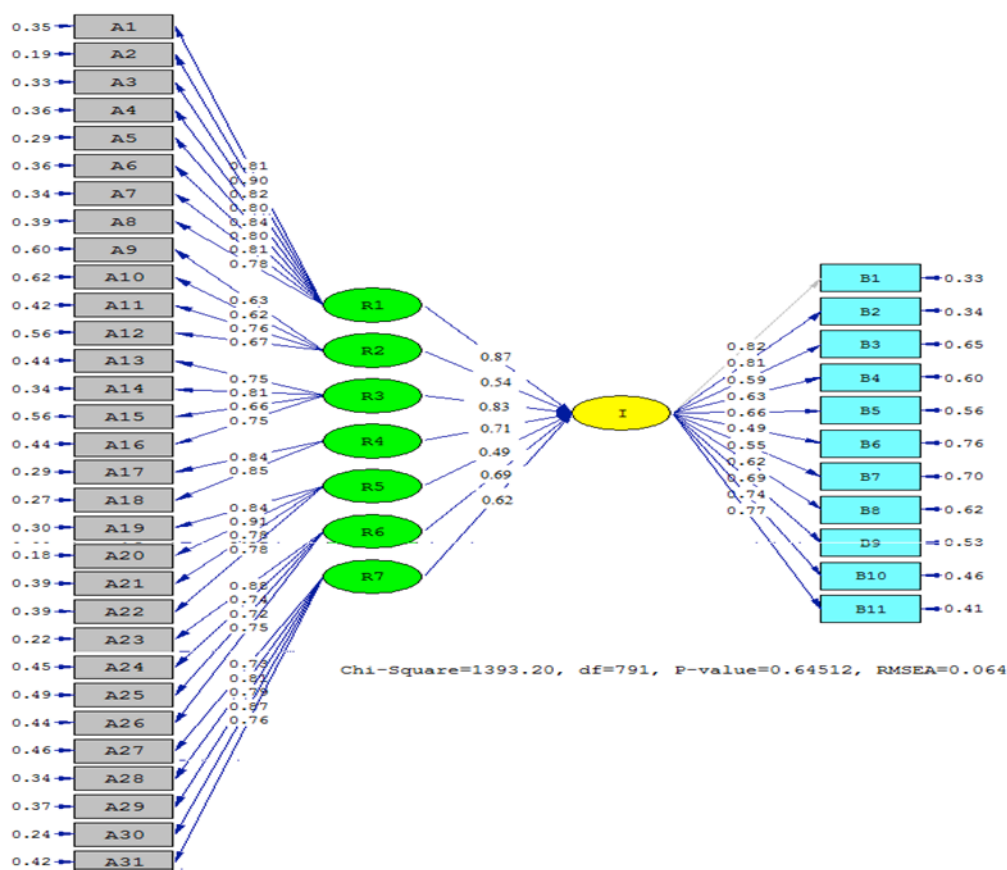 0.35 A1
0.19 A2
0.33 A3
0.36 A4
0.29 A5
0.36 A6
0.34 A7
0.39 A8
0.60 A9
0.62 A10
0.42 A11
0.56 A12
0.44 A13
0.34 A14
0.56 A15
0.44 A16
0.29 A17
0.27 A18
0.30 A19
0.18 A20
0.39 A21
0.39 A22
0.22 A23
0.45 A24
0.49 A25
0.44 A26
0.46 A27
0.34 A28
0.37 A29
0.24 A30
0.42 A31
0.81
0.90
0.82
0.80
0.84
0.80
0.81
0.78
0.63
0.62
0.76
0.67
0.75
0.81
0.66
0.75
0.84
0.85
0.84
0.91
0.78
0.88
0.74
0.72
0.75
0.73
0.81
0.79
0.87
0.76
R1
R2
R3
R4
R5
R6
R7
0.87
0.54
0.83
0.71
0.49
0.69
0.62
I
0.82
0.81
0.59
0.63
0.66
0.49
0.55
0.62
0.69
0.74
0.77
B1 0.33
B2 0.34
B3 0.65
B4 0.60
B5 0.56
B6 0.76
B7 0.70
B8 0.62
B9 0.53
B10 0.46
B11 0.41
Chi-Square=1393.20, df=791, P-value=0.64512, RMSEA=0.064